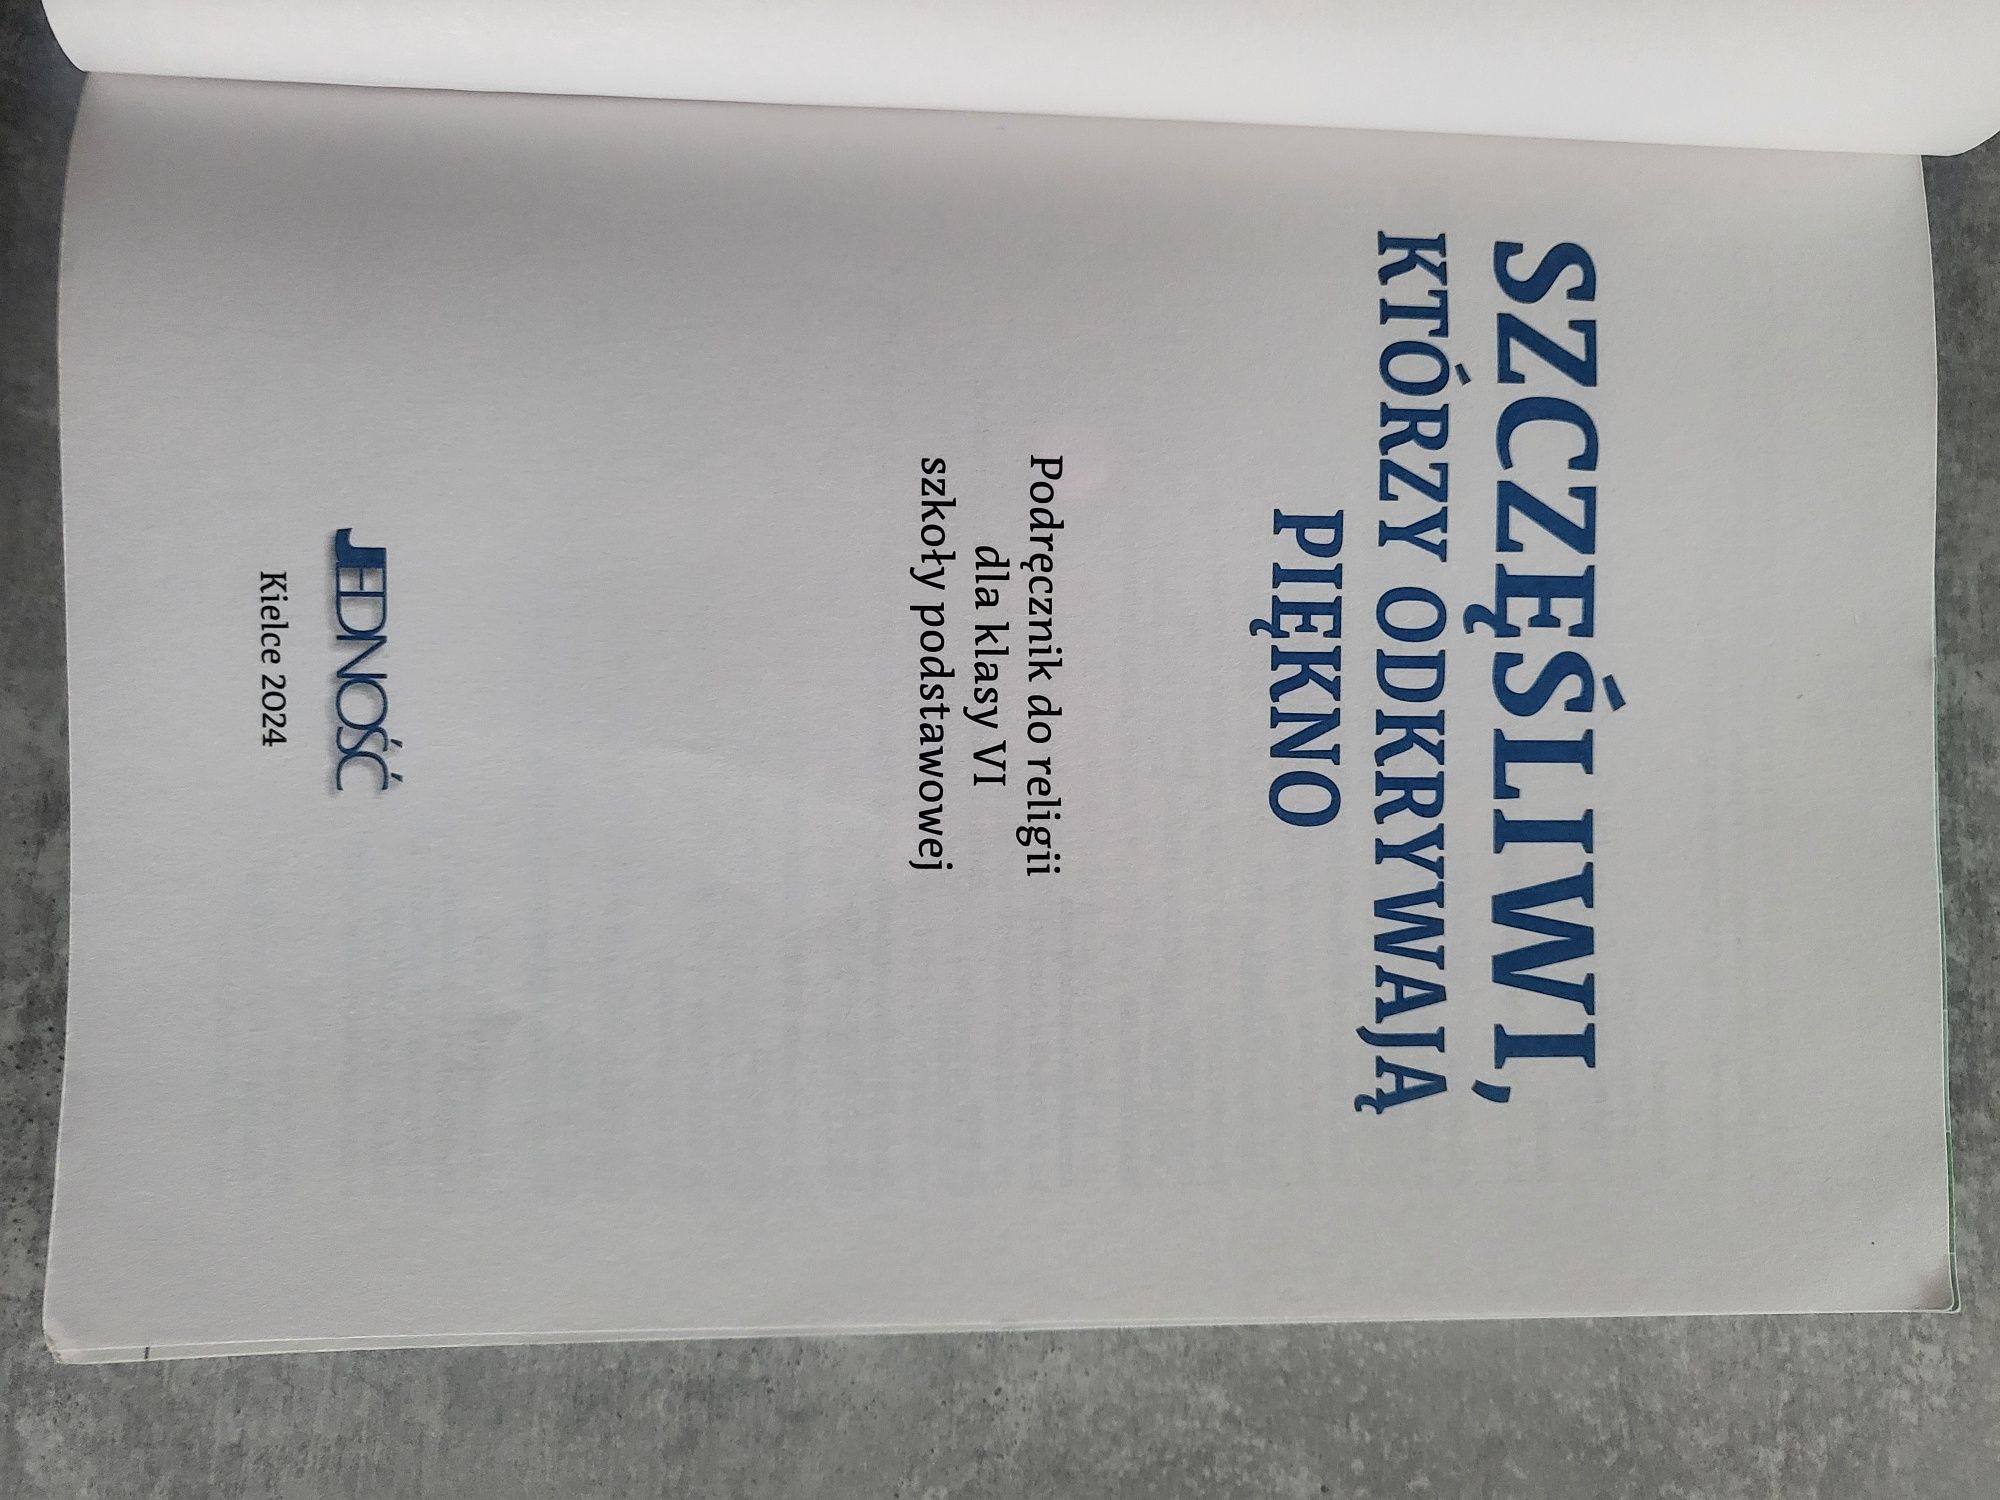 SZCZĘŚLIWI,
KTÓRZY ODKRYWAJĄ
PIĘKNO
Podręcznik do religii
dla klasy VI
szkoły podstawowej
JEDNOŚĆ
Kielce 2024